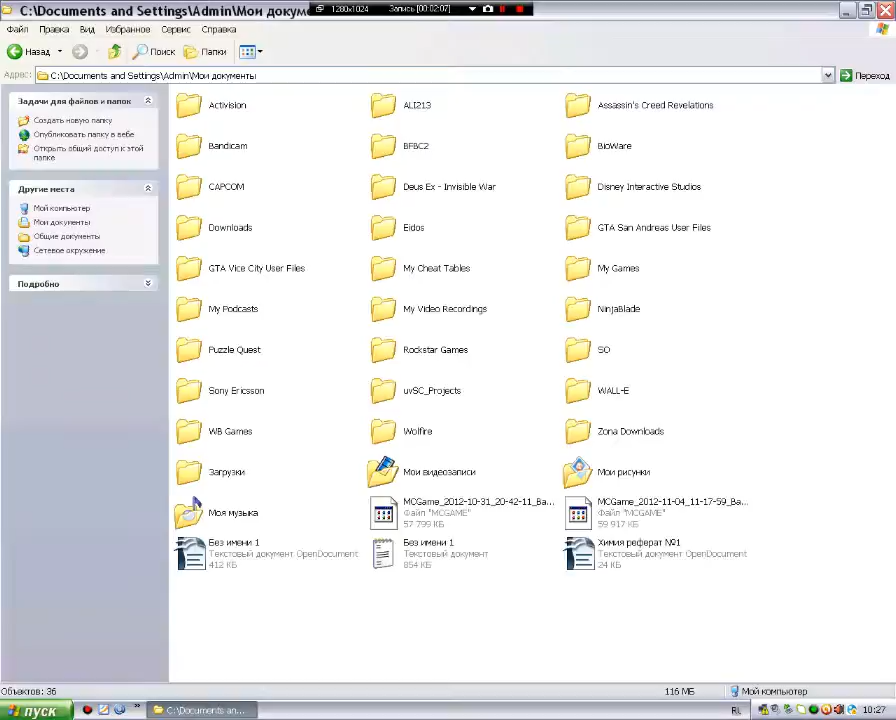 C:\Documents and Settings\Admin\Мои докуме
1280x1024 Запись [00:02:07]
Файл Правка Вид Избранное Сервис Справка
Назад Поиск Папки
Адрес: C:\Documents and Settings\Admin\Мои документы Переход
Задачи для файлов и папок
Создать новую папку
Опубликовать папку в вебе
Открыть общий доступ к этой
папке
Другие места
Мой компьютер
Мои документы
Общие документы
Сетевое окружение
Подробно
Activision ALI213 Assassin's Creed Revelations
Bandicam BFBC2 BioWare
CAPCOM Deus Ex - Invisible War Disney Interactive Studios
Downloads Eidos GTA San Andreas User Files
GTA Vice City User Files My Cheat Tables My Games
My Podcasts My Video Recordings NinjaBlade
Puzzle Quest Rockstar Games SO
Sony Ericsson uvSC_Projects WALL-E
WB Games Wolfire Zona Downloads
Загрузки Мои видеозаписи Мои рисунки
Моя музыка
MCGame_2012-10-31_20-42-11_Ba...
Файл "MCGAME"
57 799 КБ
MCGame_2012-11-04_11-17-59_Ba...
Файл "MCGAME"
59 917 КБ
Без имени 1
Текстовый документ OpenDocument
412 КБ
Без имени 1
Текстовый документ
854 КБ
Химия реферат №1
Текстовый документ OpenDocument
24 КБ
Объектов: 36 116 МБ Мой компьютер
пуск C:\Documents an... RL 10:27